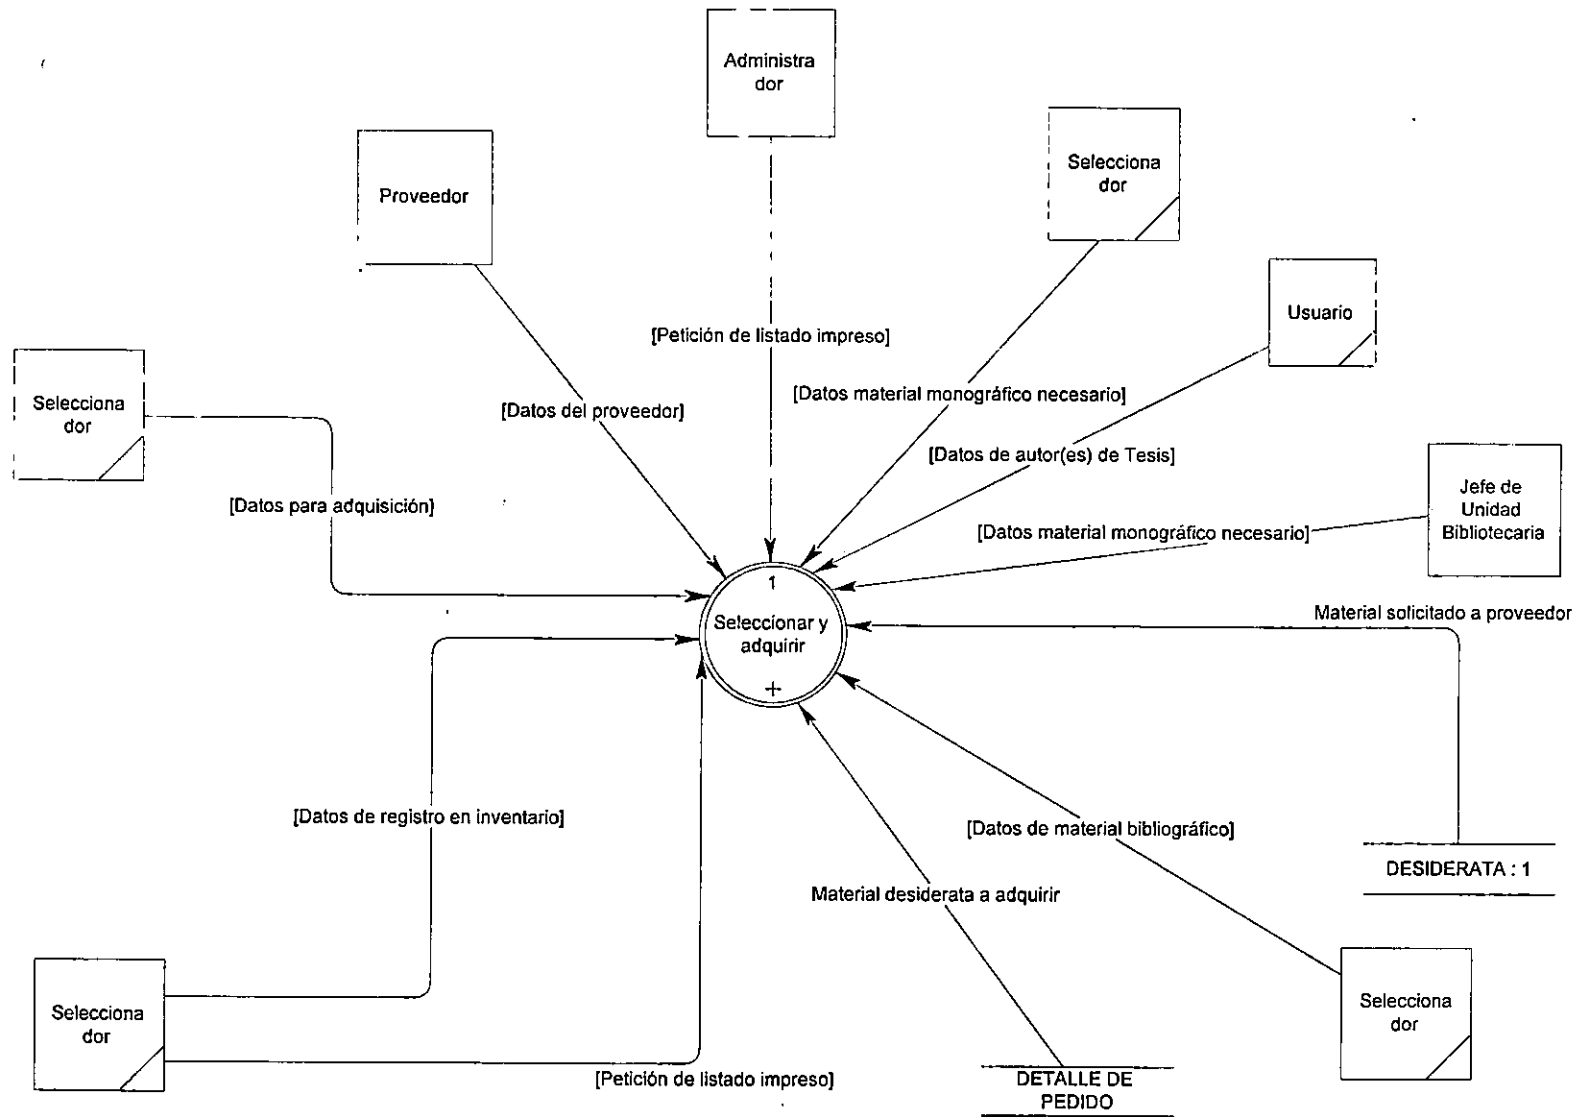 Administra
dor
Selecciona
dor
Proveedor
Usuario
[Petición de listado impreso]
Selecciona
dor
[Datos material monográfico necesario]
[Datos del proveedor]
[Datos de autor(es) de Tesis]
Jefe de
Unidad
Bibliotecaria
[Datos para adquisición]
[Datos material monográfico necesario]
1
Seleccionar y
adquirir
+
Material solicitado a proveedor
[Datos de registro en inventario]
[Datos de material bibliográfico]
DESIDERATA : 1
Material desiderata a adquirir
Selecciona
dor
Selecciona
dor
[Petición de listado impreso]
DETALLE DE
PEDIDO